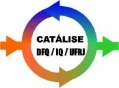 CATÁLISE
DFQ / IQ / UFRJ